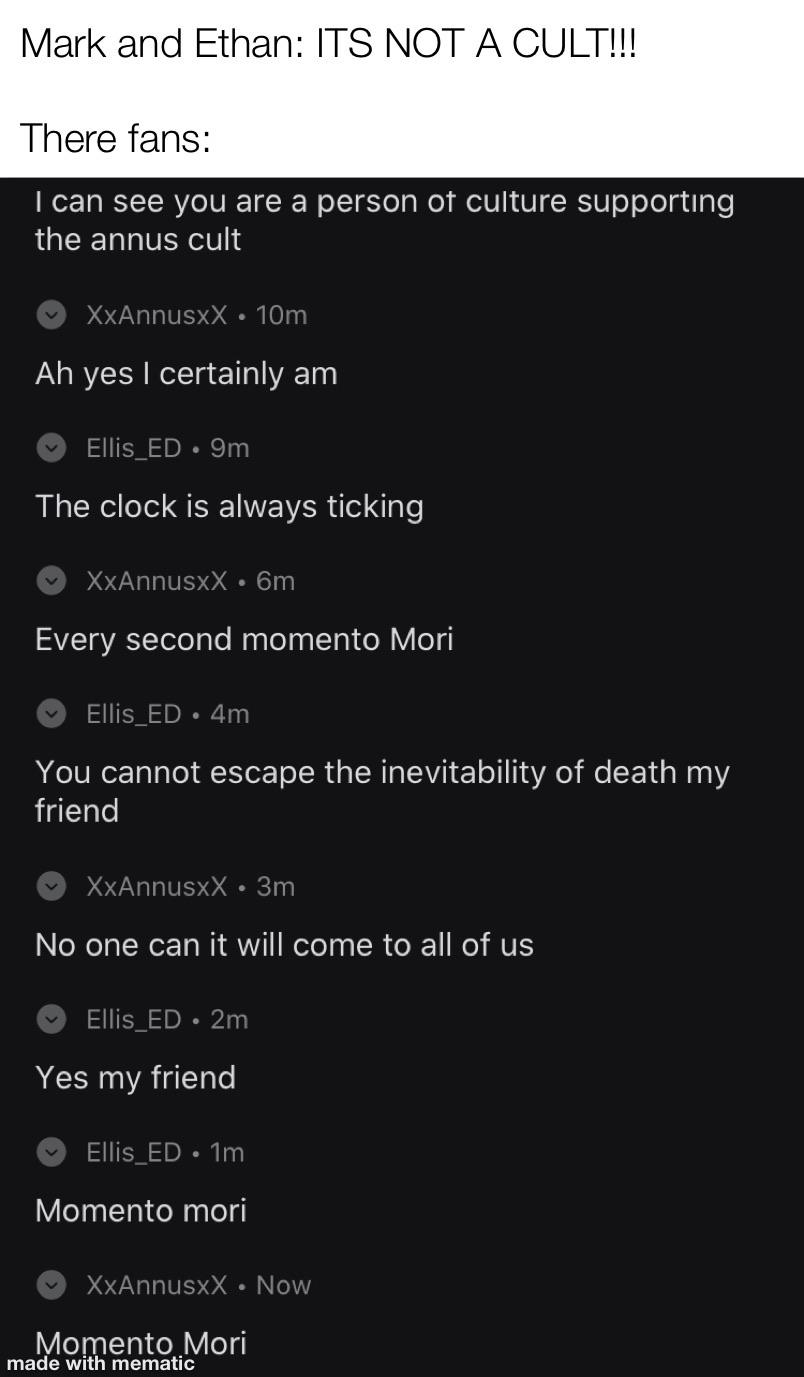 Mark and Ethan: ITS NOT A CULT!!!
There fans:
I can see you are a person of culture supporting
the annus cult
XxAnnusxX • 10m
Ah yes I certainly am
Ellis_ED • 9m
The clock is always ticking
XxAnnusxX • 6m
Every second momento Mori
Ellis_ED • 4m
You cannot escape the inevitability of death my
friend
XxAnnusxX • 3m
No one can it will come to all of us
Ellis_ED • 2m
Yes my friend
Ellis_ED • 1m
Momento mori
XxAnnusxX • Now
Momento Mori
made with mematic